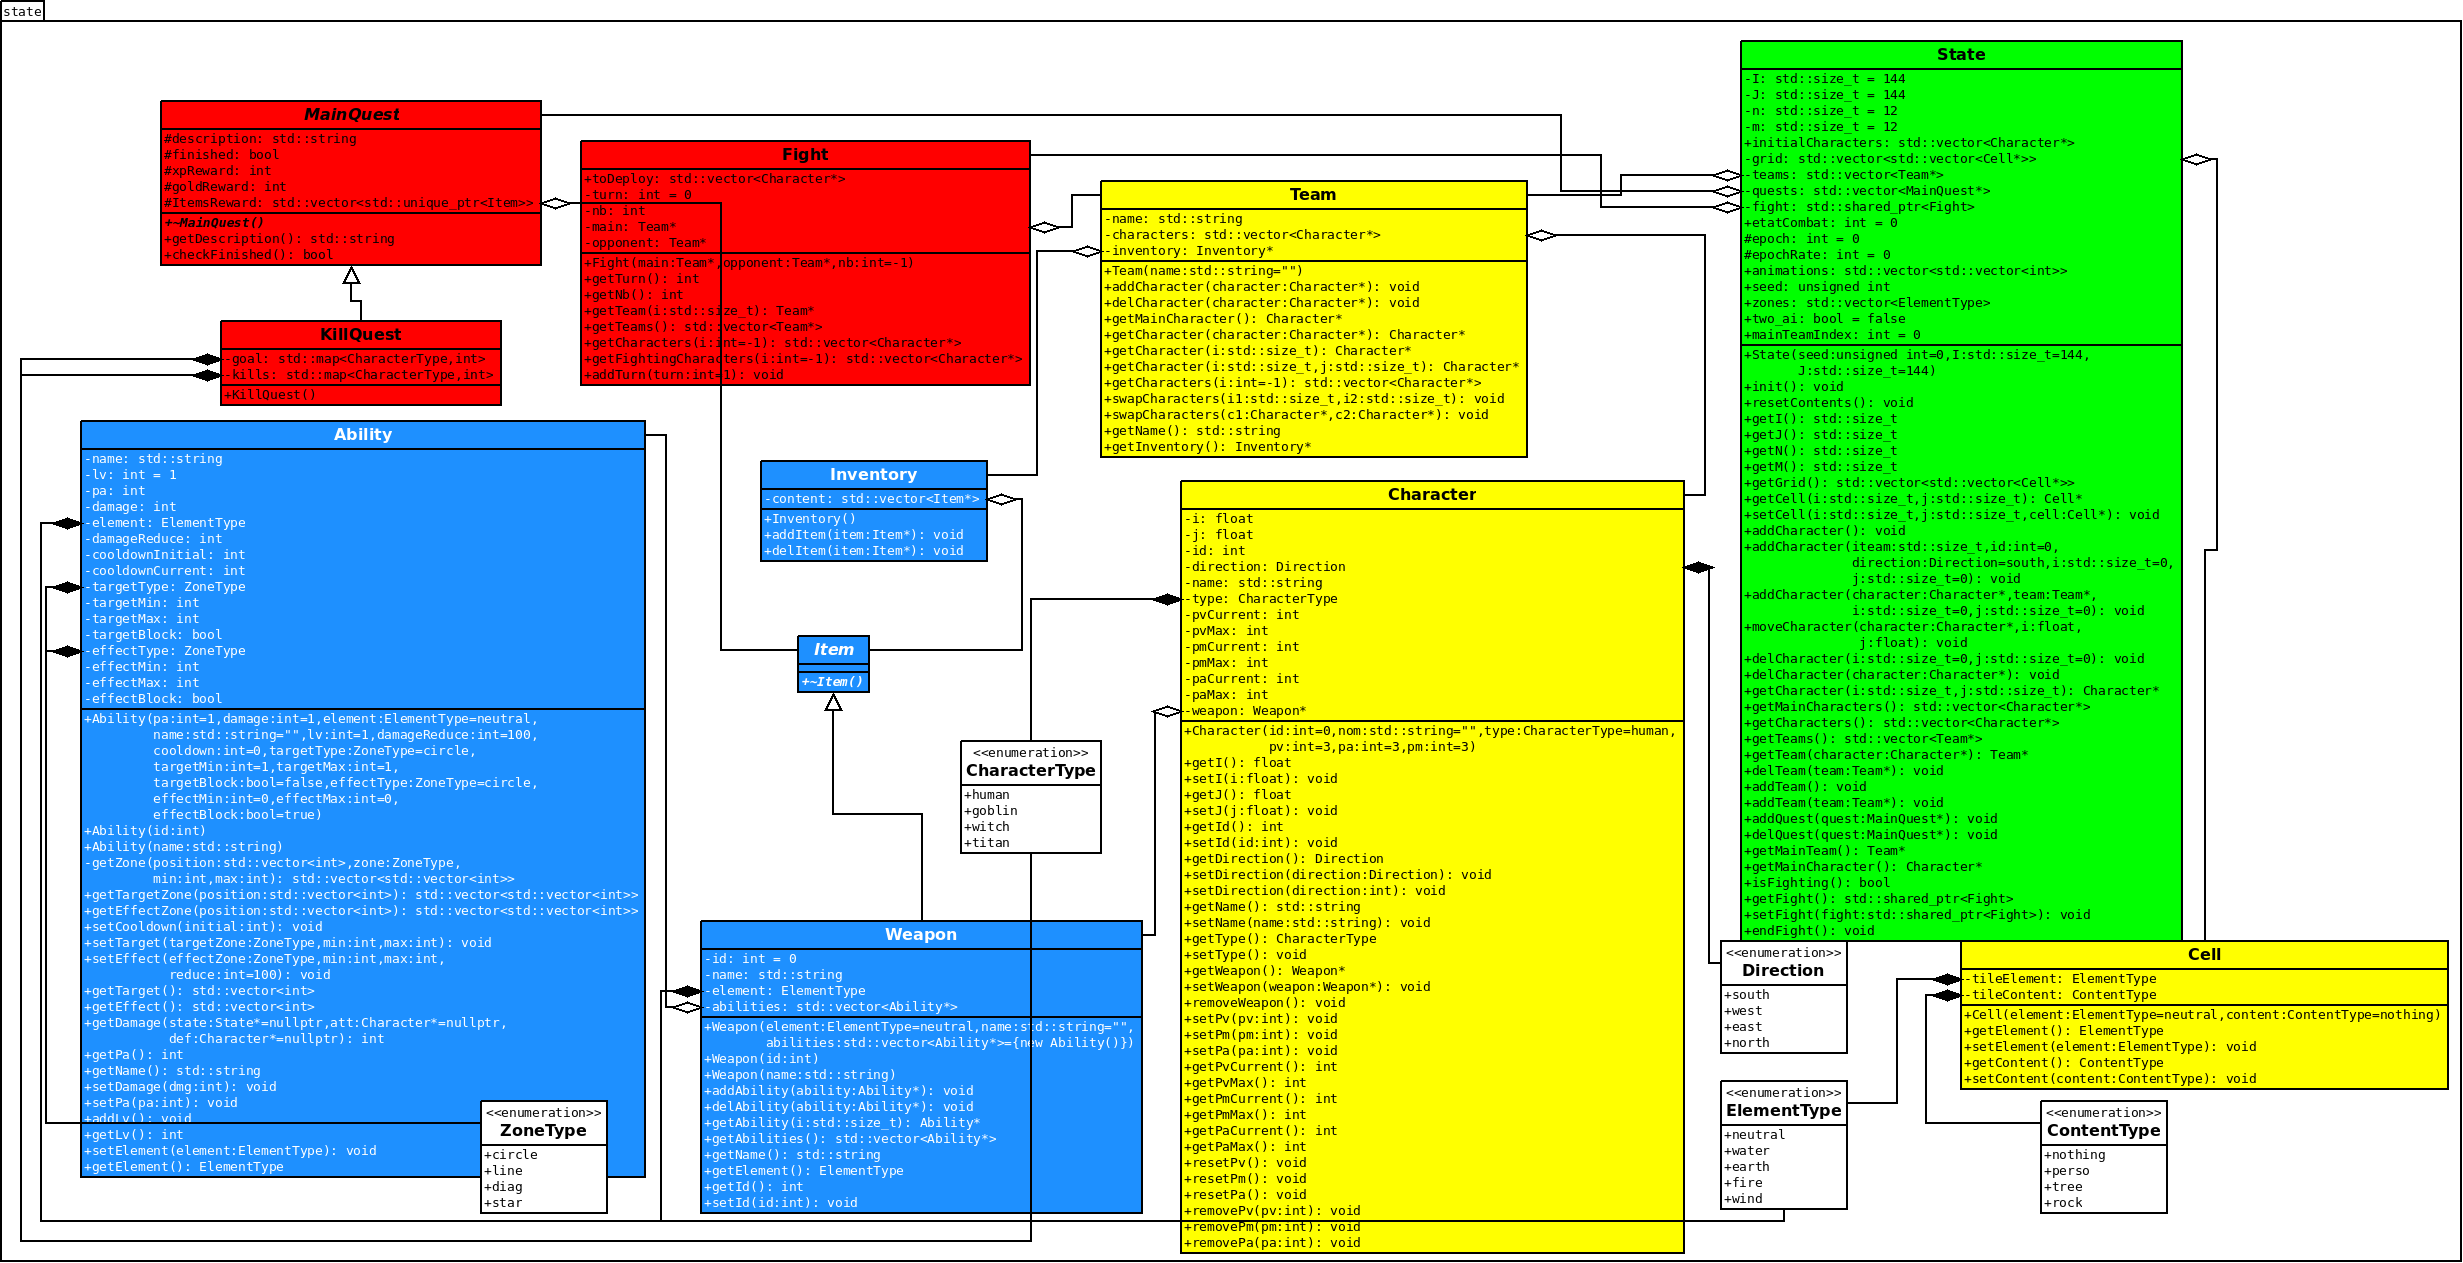 state
MainQuest
#description: std::string
#finished: bool
#xpReward: int
#goldReward: int
#ItemsReward: std::vector<std::unique_ptr<Item>>
+~MainQuest()
+getDescription(): std::string
+checkFinished(): bool
KillQuest
-goal: std::map<CharacterType,int>
-kills: std::map<CharacterType,int>
+KillQuest()
Fight
+toDeploy: std::vector<Character*>
-turn: int = 0
-nb: int
-main: Team*
-opponent: Team*
+Fight(main:Team*,opponent:Team*,nb:int=-1)
+getTurn(): int
+getNb(): int
+getTeam(i:std::size_t): Team*
+getTeams(): std::vector<Team*>
+getCharacters(i:int=-1): std::vector<Character*>
+getFightingCharacters(i:int=-1): std::vector<Character*>
+addTurn(turn:int=1): void
Team
-name: std::string
-characters: std::vector<Character*>
-inventory: Inventory*
+Team(name:std::string="")
+addCharacter(character:Character*): void
+delCharacter(character:Character*): void
+getMainCharacter(): Character*
+getCharacter(character:Character*): Character*
+getCharacter(i:std::size_t): Character*
+getCharacter(i:std::size_t,j:std::size_t): Character*
+getCharacters(i:int=-1): std::vector<Character*>
+swapCharacters(i1:std::size_t,i2:std::size_t): void
+swapCharacters(c1:Character*,c2:Character*): void
+getName(): std::string
+getInventory(): Inventory*
State
-I: std::size_t = 144
-J: std::size_t = 144
-n: std::size_t = 12
-m: std::size_t = 12
+initialCharacters: std::vector<Character*>
-grid: std::vector<std::vector<Cell*>>
-teams: std::vector<Team*>
-quests: std::vector<MainQuest*>
-fight: std::shared_ptr<Fight>
+etatCombat: int = 0
#epoch: int = 0
#epochRate: int = 0
+animations: std::vector<std::vector<int>>
+seed: unsigned int
+zones: std::vector<ElementType>
+two_ai: bool = false
+mainTeamIndex: int = 0
+State(seed:unsigned int=0,I:std::size_t=144,
J:std::size_t=144)
+init(): void
+resetContents(): void
+getI(): std::size_t
+getJ(): std::size_t
+getN(): std::size_t
+getM(): std::size_t
+getGrid(): std::vector<std::vector<Cell*>>
+getCell(i:std::size_t,j:std::size_t): Cell*
+setCell(i:std::size_t,j:std::size_t,cell:Cell*): void
+addCharacter(): void
+addCharacter(iteam:std::size_t,id:int=0,
direction:Direction=south,i:std::size_t=0,
j:std::size_t=0): void
+addCharacter(character:Character*,team:Team*,
i:std::size_t=0,j:std::size_t=0): void
+moveCharacter(character:Character*,i:float,
j:float): void
+delCharacter(i:std::size_t=0,j:std::size_t=0): void
+delCharacter(character:Character*): void
+getCharacter(i:std::size_t,j:std::size_t): Character*
+getMainCharacters(): std::vector<Character*>
+getCharacters(): std::vector<Character*>
+getTeams(): std::vector<Team*>
+getTeam(character:Character*): Team*
+delTeam(team:Team*): void
+addTeam(): void
+addTeam(team:Team*): void
+addQuest(quest:MainQuest*): void
+delQuest(quest:MainQuest*): void
+getMainTeam(): Team*
+getMainCharacter(): Character*
+isFighting(): bool
+getFight(): std::shared_ptr<Fight>
+setFight(fight:std::shared_ptr<Fight>): void
+endFight(): void
Ability
-name: std::string
-lv: int = 1
-pa: int
-damage: int
-element: ElementType
-damageReduce: int
-cooldownInitial: int
-cooldownCurrent: int
-targetType: ZoneType
-targetMin: int
-targetMax: int
-targetBlock: bool
-effectType: ZoneType
-effectMin: int
-effectMax: int
-effectBlock: bool
+Ability(pa:int=1,damage:int=1,element:ElementType=neutral,
name:std::string="",lv:int=1,damageReduce:int=100,
cooldown:int=0,targetType:ZoneType=circle,
targetMin:int=1,targetMax:int=1,
targetBlock:bool=false,effectType:ZoneType=circle,
effectMin:int=0,effectMax:int=0,
effectBlock:bool=true)
+Ability(id:int)
+Ability(name:std::string)
-getZone(position:std::vector<int>,zone:ZoneType,
min:int,max:int): std::vector<std::vector<int>>
+getTargetZone(position:std::vector<int>): std::vector<std::vector<int>>
+getEffectZone(position:std::vector<int>): std::vector<std::vector<int>>
+setCooldown(initial:int): void
+setTarget(targetZone:ZoneType,min:int,max:int): void
+setEffect(effectZone:ZoneType,min:int,max:int,
reduce:int=100): void
+getTarget(): std::vector<int>
+getEffect(): std::vector<int>
+getDamage(state:State*=nullptr,att:Character*=nullptr,
def:Character*=nullptr): int
+getPa(): int
+getName(): std::string
+setDamage(dmg:int): void
+setPa(pa:int): void
+addLv(): void
+getLv(): int
+setElement(element:ElementType): void
+getElement(): ElementType
<<enumeration>>
ZoneType
+circle
+line
+diag
+star
Inventory
-content: std::vector<Item*>
+Inventory()
+addItem(item:Item*): void
+delItem(item:Item*): void
Item
+~Item()
<<enumeration>>
CharacterType
+human
+goblin
+witch
+titan
Weapon
-id: int = 0
-name: std::string
-element: ElementType
-abilities: std::vector<Ability*>
+Weapon(element:ElementType=neutral,name:std::string="",
abilities:std::vector<Ability*>={new Ability()})
+Weapon(id:int)
+Weapon(name:std::string)
+addAbility(ability:Ability*): void
+delAbility(ability:Ability*): void
+getAbility(i:std::size_t): Ability*
+getAbilities(): std::vector<Ability*>
+getName(): std::string
+getElement(): ElementType
+getId(): int
+setId(id:int): void
Character
-i: float
-j: float
-id: int
-direction: Direction
-name: std::string
-type: CharacterType
-pvCurrent: int
-pvMax: int
-pmCurrent: int
-pmMax: int
-paCurrent: int
-paMax: int
-weapon: Weapon*
+Character(id:int=0,nom:std::string="",type:CharacterType=human,
pv:int=3,pa:int=3,pm:int=3)
+getI(): float
+setI(i:float): void
+getJ(): float
+setJ(j:float): void
+getId(): int
+setId(id:int): void
+getDirection(): Direction
+setDirection(direction:Direction): void
+setDirection(direction:int): void
+getName(): std::string
+setName(name:std::string): void
+getType(): CharacterType
+setType(): void
+getWeapon(): Weapon*
+setWeapon(weapon:Weapon*): void
+removeWeapon(): void
+setPv(pv:int): void
+setPm(pm:int): void
+setPa(pa:int): void
+getPvCurrent(): int
+getPvMax(): int
+getPmCurrent(): int
+getPmMax(): int
+getPaCurrent(): int
+getPaMax(): int
+resetPv(): void
+resetPm(): void
+resetPa(): void
+removePv(pv:int): void
+removePm(pm:int): void
+removePa(pa:int): void
<<enumeration>>
Direction
+south
+west
+east
+north
<<enumeration>>
ElementType
+neutral
+water
+earth
+fire
+wind
Cell
-tileElement: ElementType
-tileContent: ContentType
+Cell(element:ElementType=neutral,content:ContentType=nothing)
+getElement(): ElementType
+setElement(element:ElementType): void
+getContent(): ContentType
+setContent(content:ContentType): void
<<enumeration>>
ContentType
+nothing
+perso
+tree
+rock